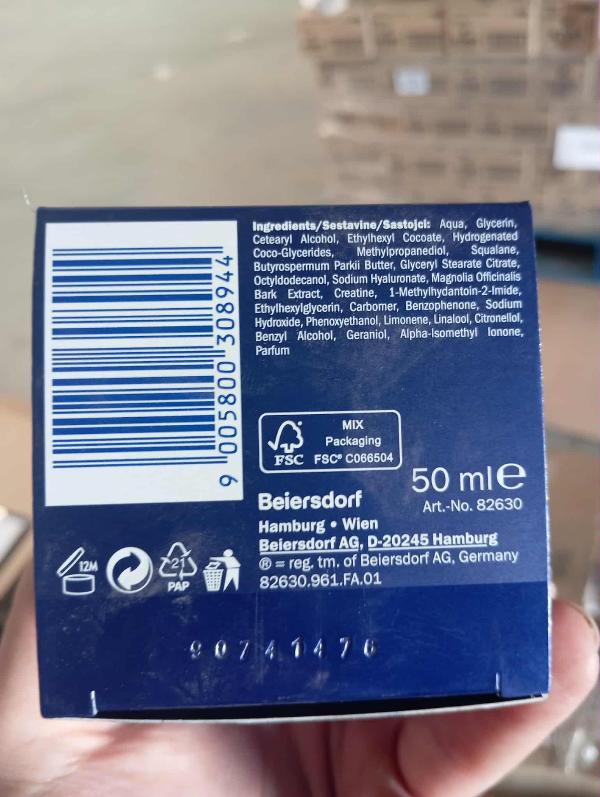 Ingredients/Sestavine/Sastojci: Aqua, Glycerin,
Cetearyl Alcohol, Ethylhexyl Cocoate, Hydrogenated
Coco-Glycerides, Methylpropanediol, Squalane,
Butyrospermum Parkii Butter, Glyceryl Stearate Citrate,
Octyldodecanol, Sodium Hyaluronate, Magnolia Officinalis
Bark Extract, Creatine, 1-Methylhydantoin-2-Imide,
Ethylhexylglycerin, Carbomer, Benzophenone, Sodium
Hydroxide, Phenoxyethanol, Limonene, Linalool, Citronellol,
Benzyl Alcohol, Geraniol, Alpha-Isomethyl Ionone,
Parfum
9 005800 308944
MIX
Packaging
FSC FSC® C066504
50 ml e
Art.-No. 82630
Beiersdorf
Hamburg • Wien
Beiersdorf AG, D-20245 Hamburg
® = reg. tm. of Beiersdorf AG, Germany
82630.961.FA.01
12M
21
PAP
90741476